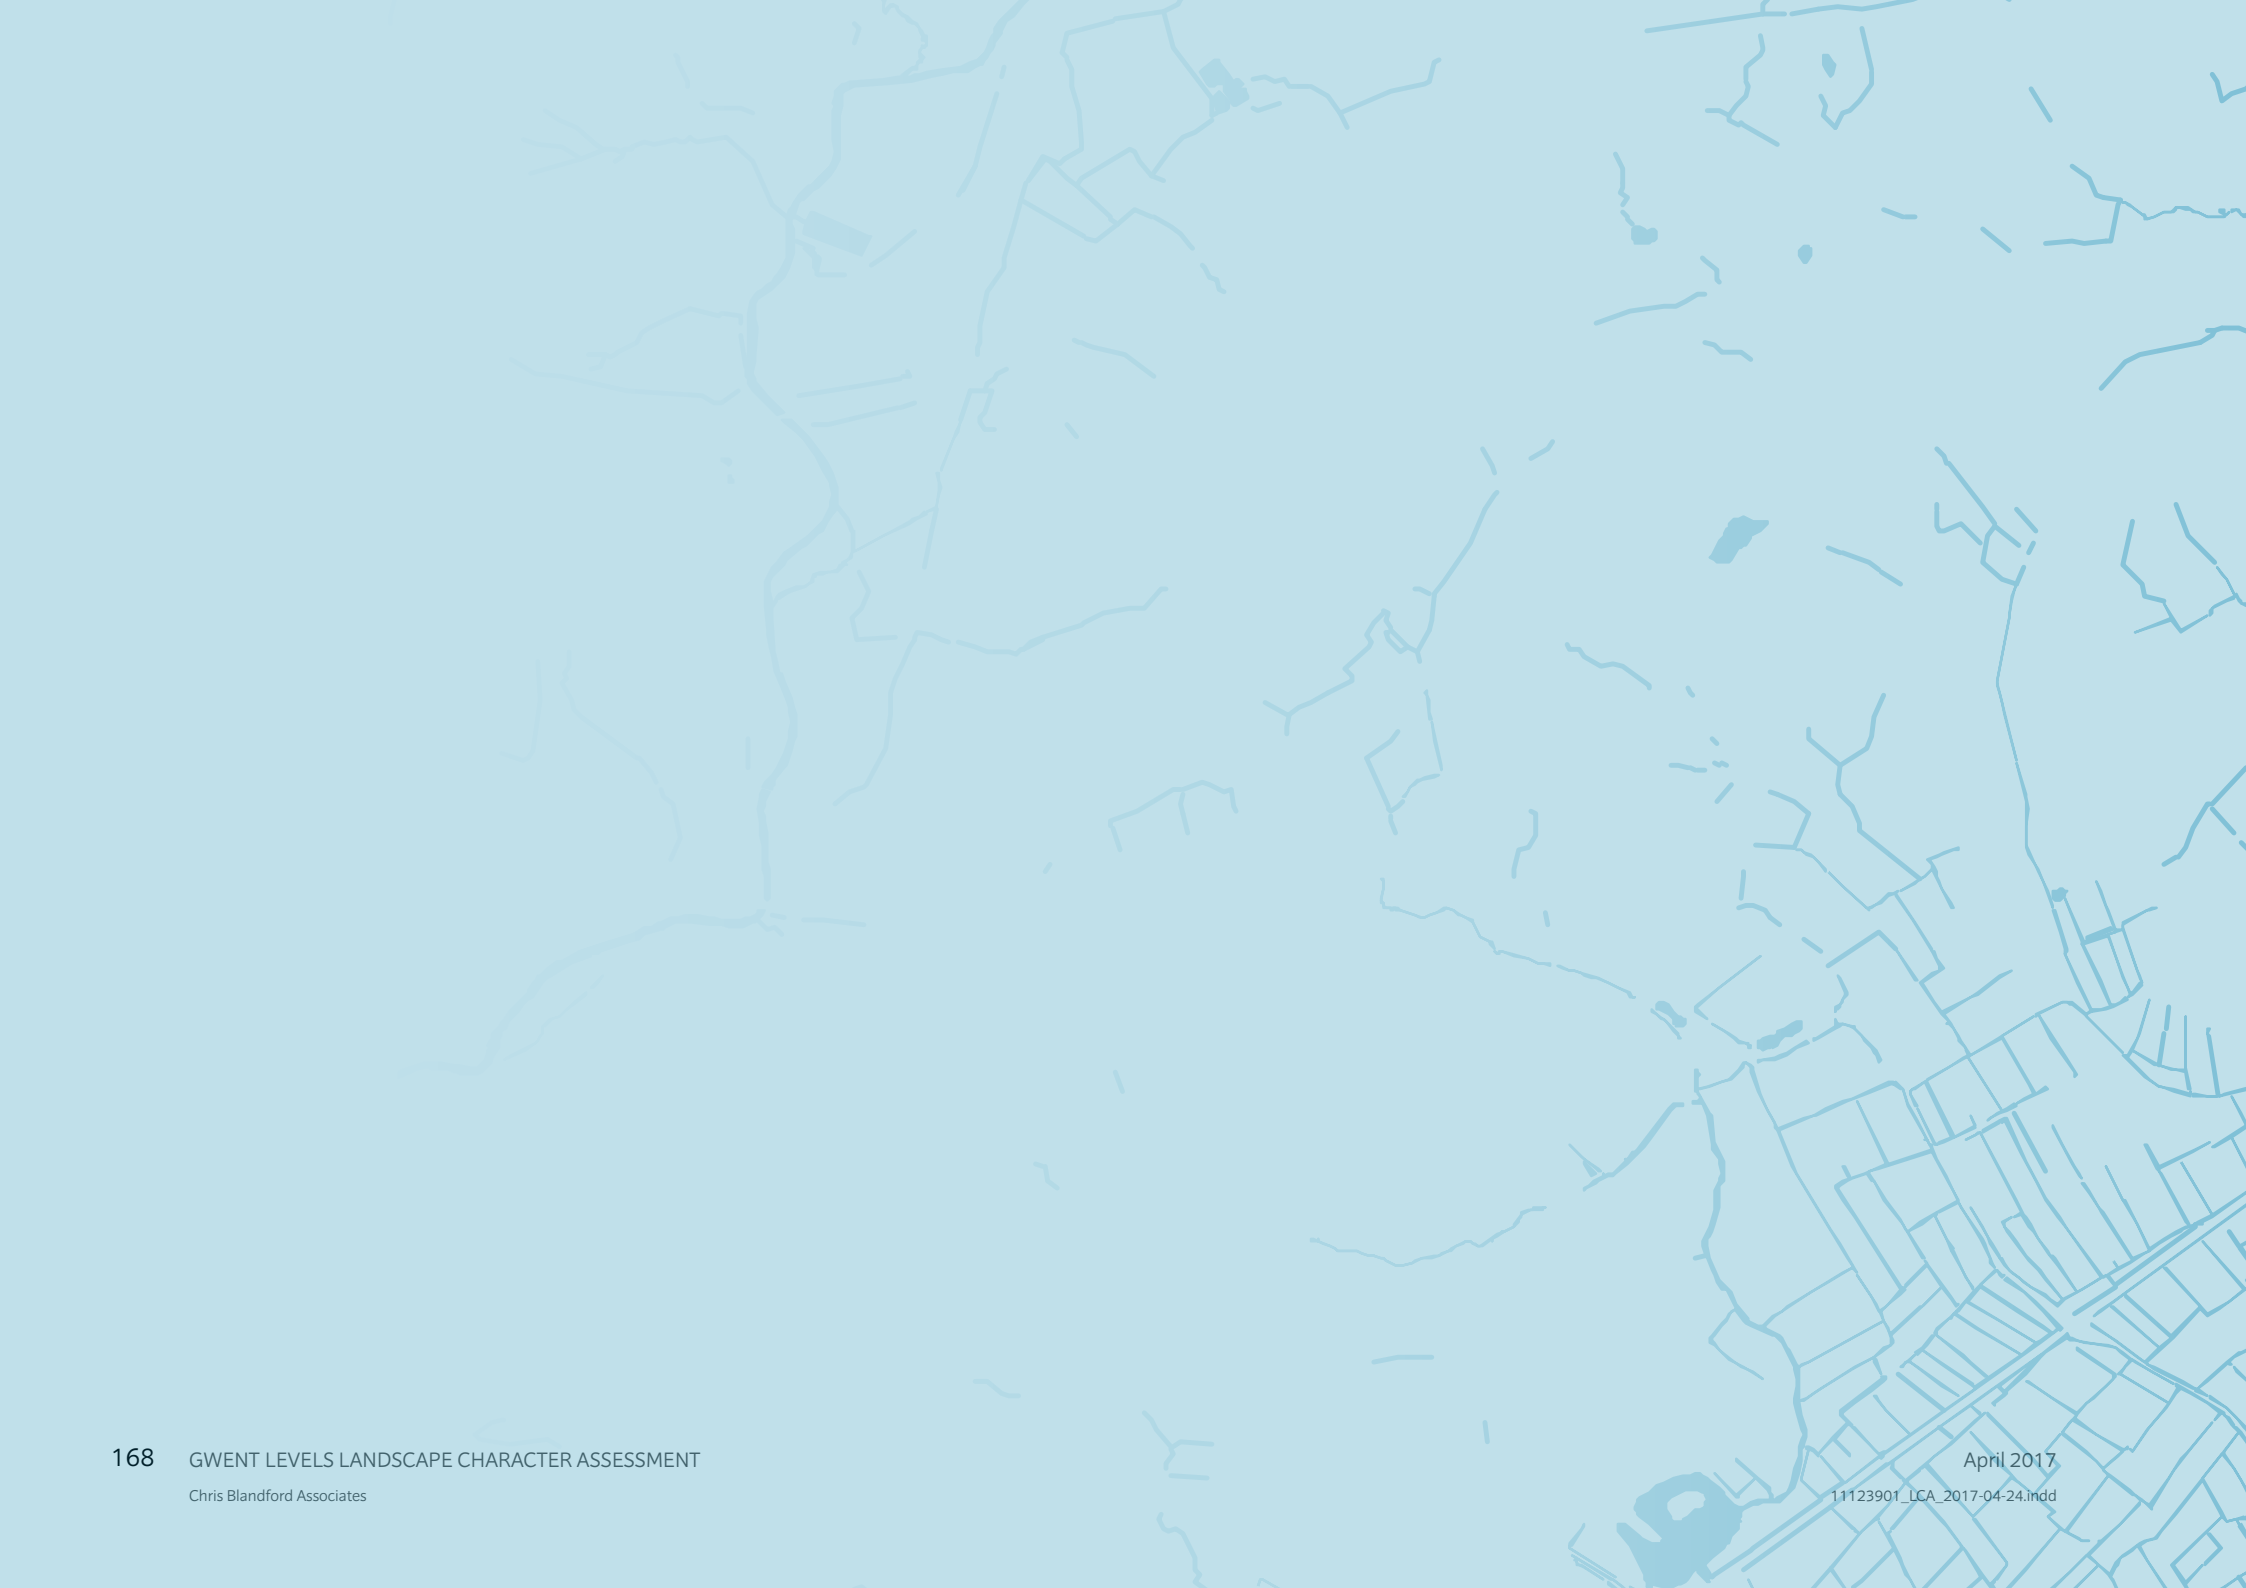 168 GWENT LEVELS LANDSCAPE CHARACTER ASSESSMENT
Chris Blandford Associates
April 2017
11123901_LCA_2017-04-24.indd